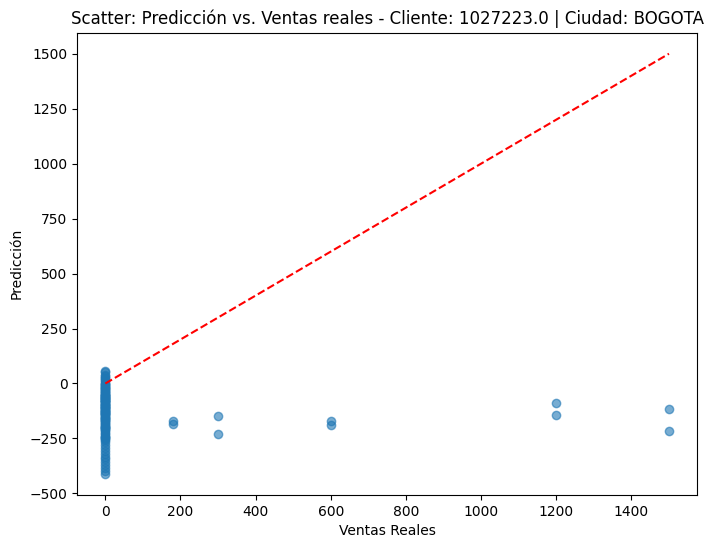 Scatter: Predicción vs. Ventas reales - Cliente: 1027223.0 | Ciudad: BOGOTA
1500
1250
1000
750
500
250
0
−250
−500
Predicción
0 200 400 600 800 1000 1200 1400
Ventas Reales